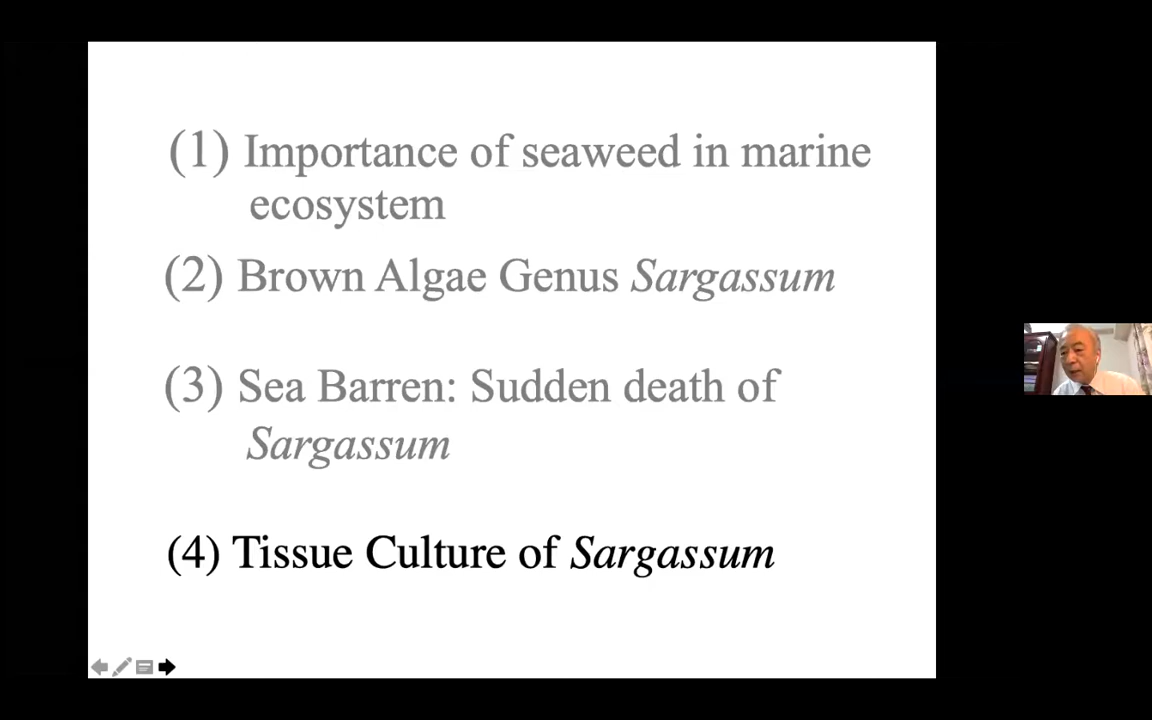 (1) Importance of seaweed in marine
ecosystem
(2) Brown Algae Genus Sargassum
(3) Sea Barren: Sudden death of
Sargassum
(4) Tissue Culture of Sargassum